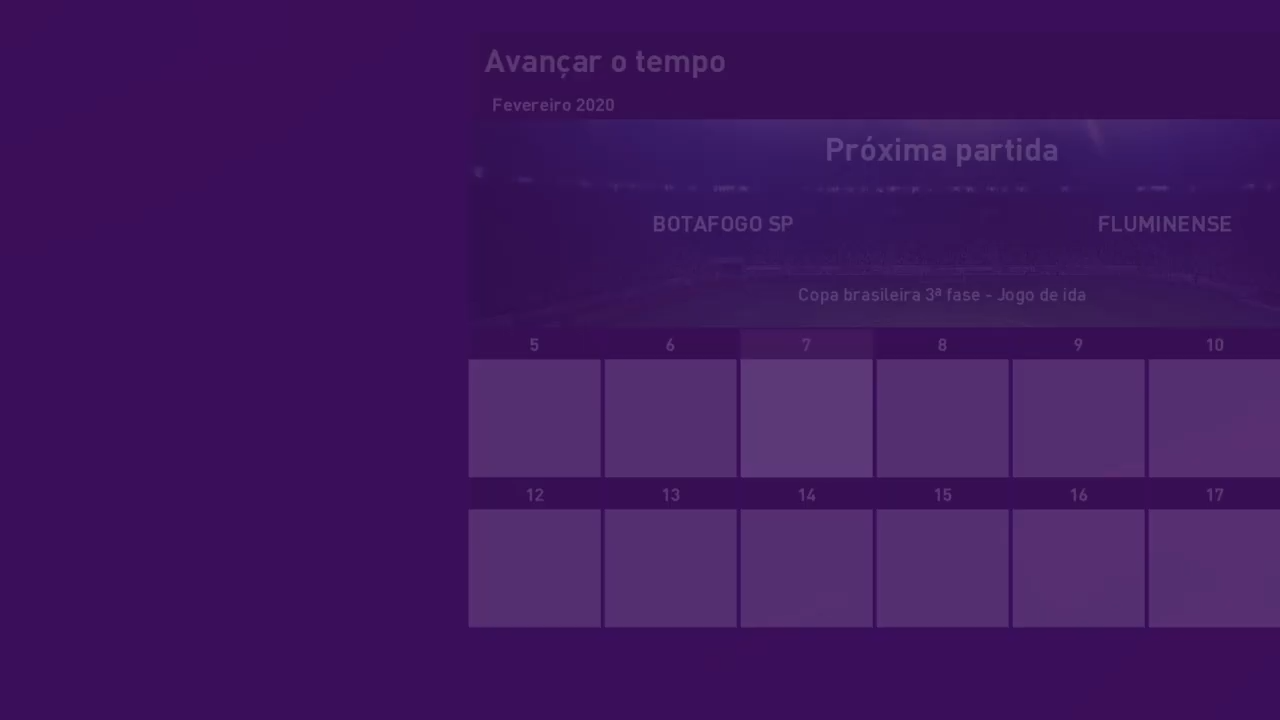 Avançar o tempo
Fevereiro 2020
Próxima partida
BOTAFOGO SP FLUMINENSE
Copa brasileira 3ª fase - Jogo de ida
5 6 7 8 9 10
12 13 14 15 16 17